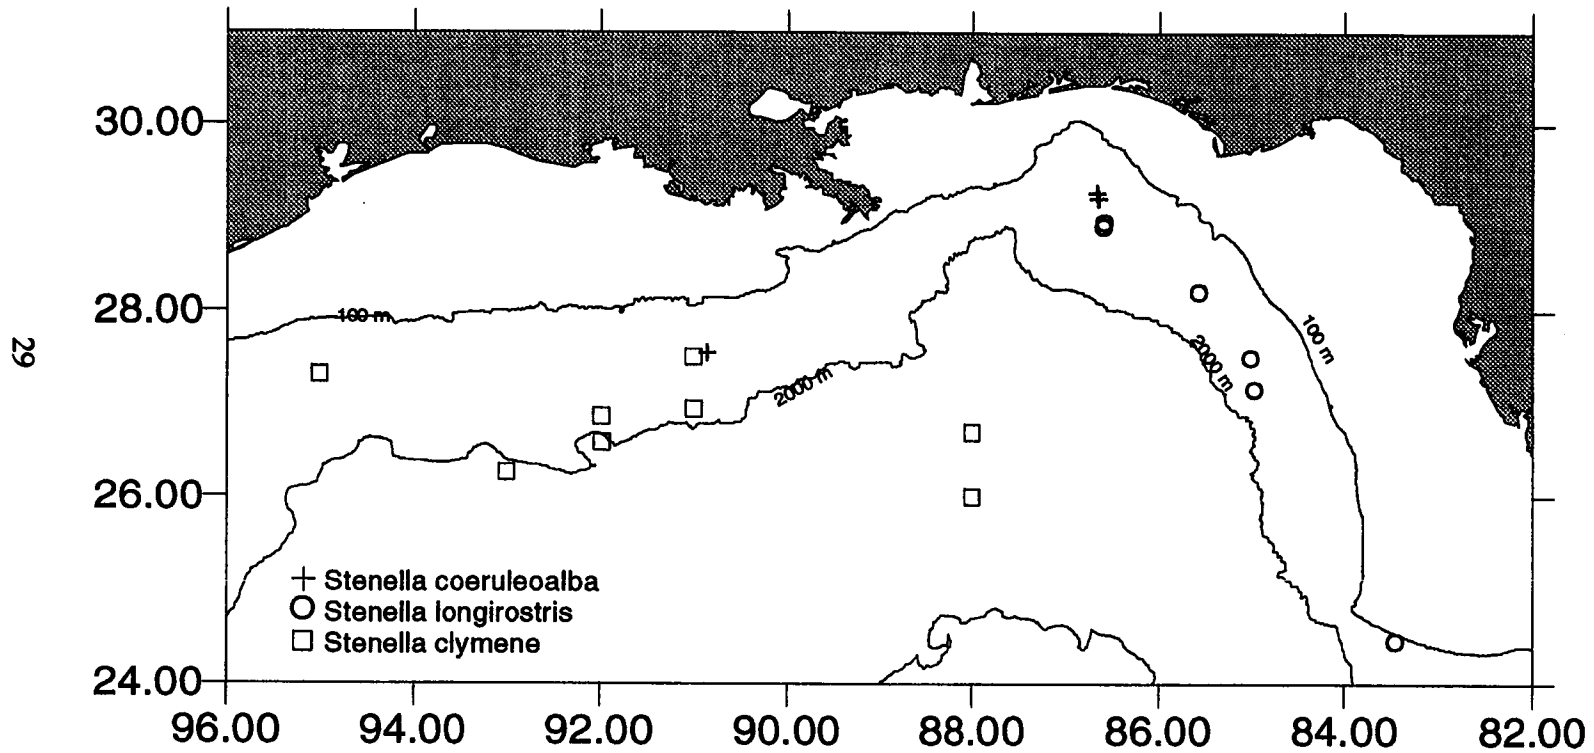 30.00
28.00
26.00
24.00
96.00 94.00 92.00 90.00 88.00 86.00 84.00 82.00
100 m
2000 m
2000 m
100 m
+ Stenella coeruleoalba
Stenella longirostris
Stenella clymene
29